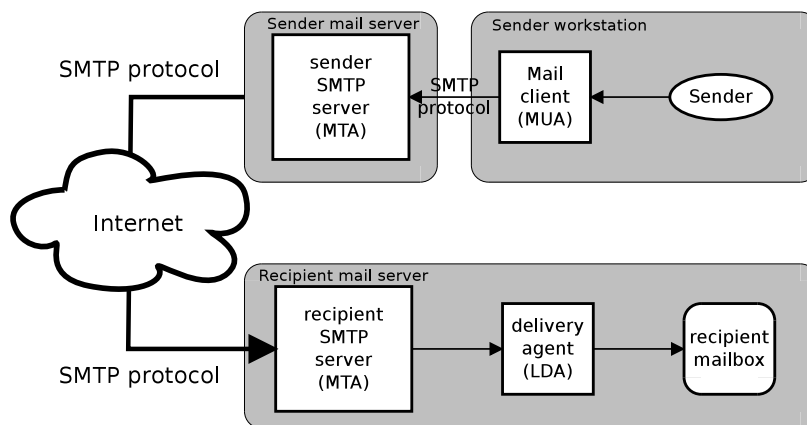 Sender mail server
Sender workstation
SMTP protocol
sender
SMTP
server
(MTA)
SMTP
protocol
Mail
client
(MUA)
Sender
Internet
Recipient mail server
recipient
SMTP
server
(MTA)
delivery
agent
(LDA)
recipient
mailbox
SMTP protocol